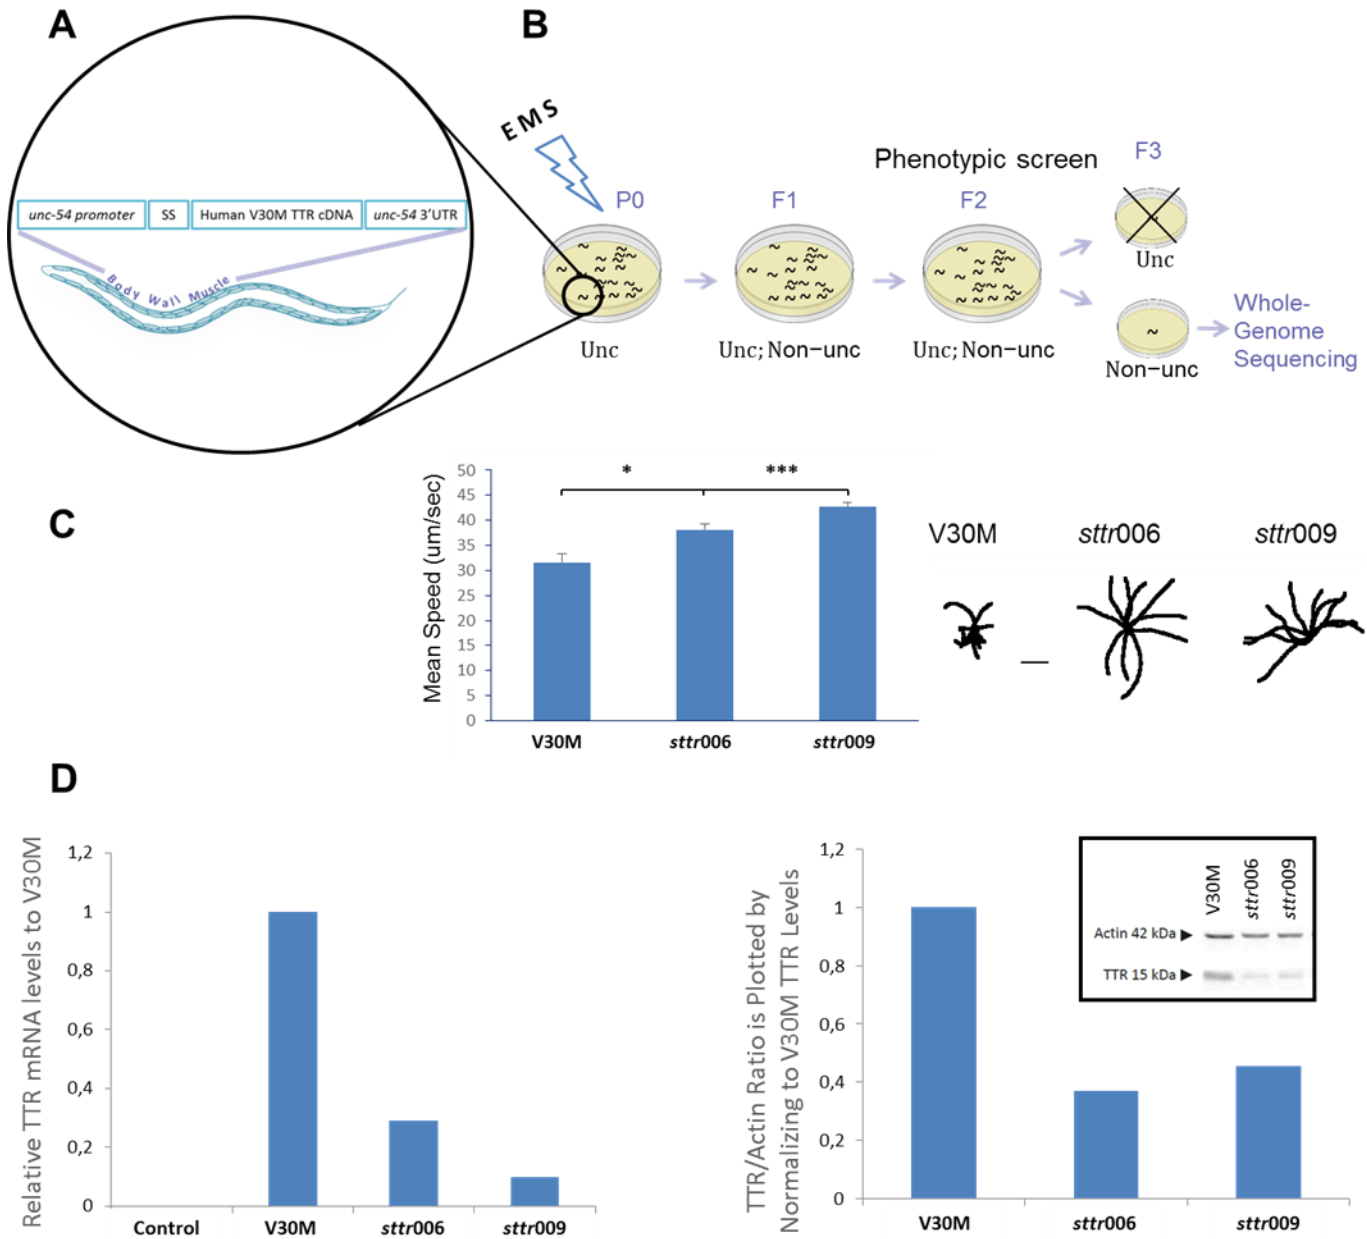 A
unc-54 promoter
SS
Human V30M TTR cDNA
unc-54 3'UTR
Body Wall Muscle
B
EMS
Phenotypic screen
P0
F1
F2
F3
Unc
Unc; Non-unc
Unc; Non-unc
Unc
Non-unc
Whole-
Genome
Sequencing
C
Mean Speed (um/sec)
50
45
40
35
30
25
20
15
10
5
0
*
***
V30M
sttr006
sttr009
V30M
sttr006
sttr009
D
Relative TTR mRNA levels to V30M
1,2
1
0,8
0,6
0,4
0,2
0
Control
V30M
sttr006
sttr009
TTR/Actin Ratio is Plotted by
Normalizing to V30M TTR Levels
1,2
1
0,8
0,6
0,4
0,2
0
V30M
sttr006
sttr009
Actin 42 kDa
TTR 15 kDa
V30M
sttr006
sttr009